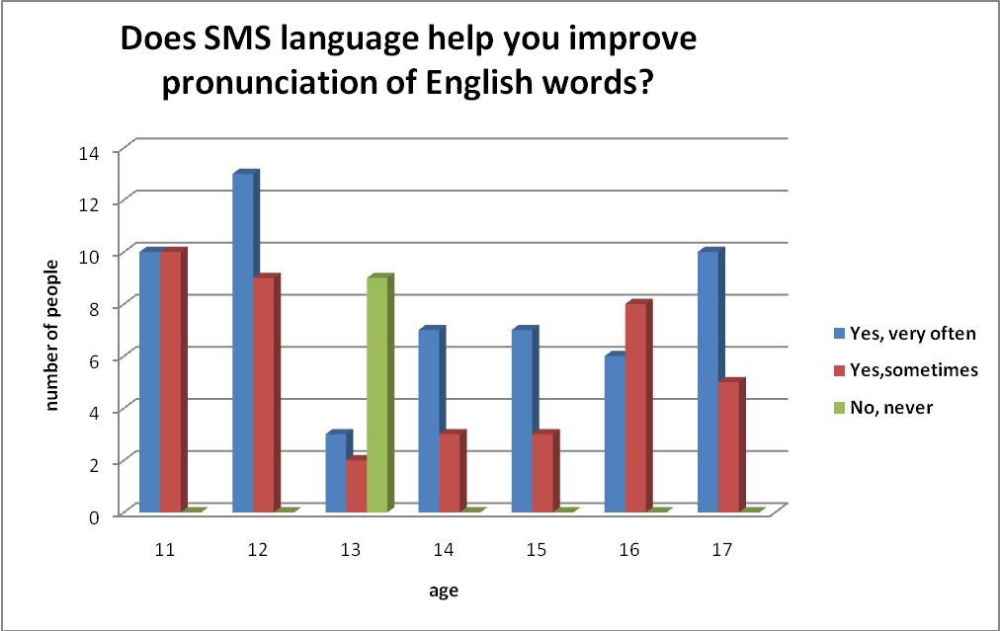 Does SMS language help you improve
pronunciation of English words?
14
12
10
8
6
4
2
0
number of people
11 12 13 14 15 16 17
age
Yes, very often
Yes,sometimes
No, never